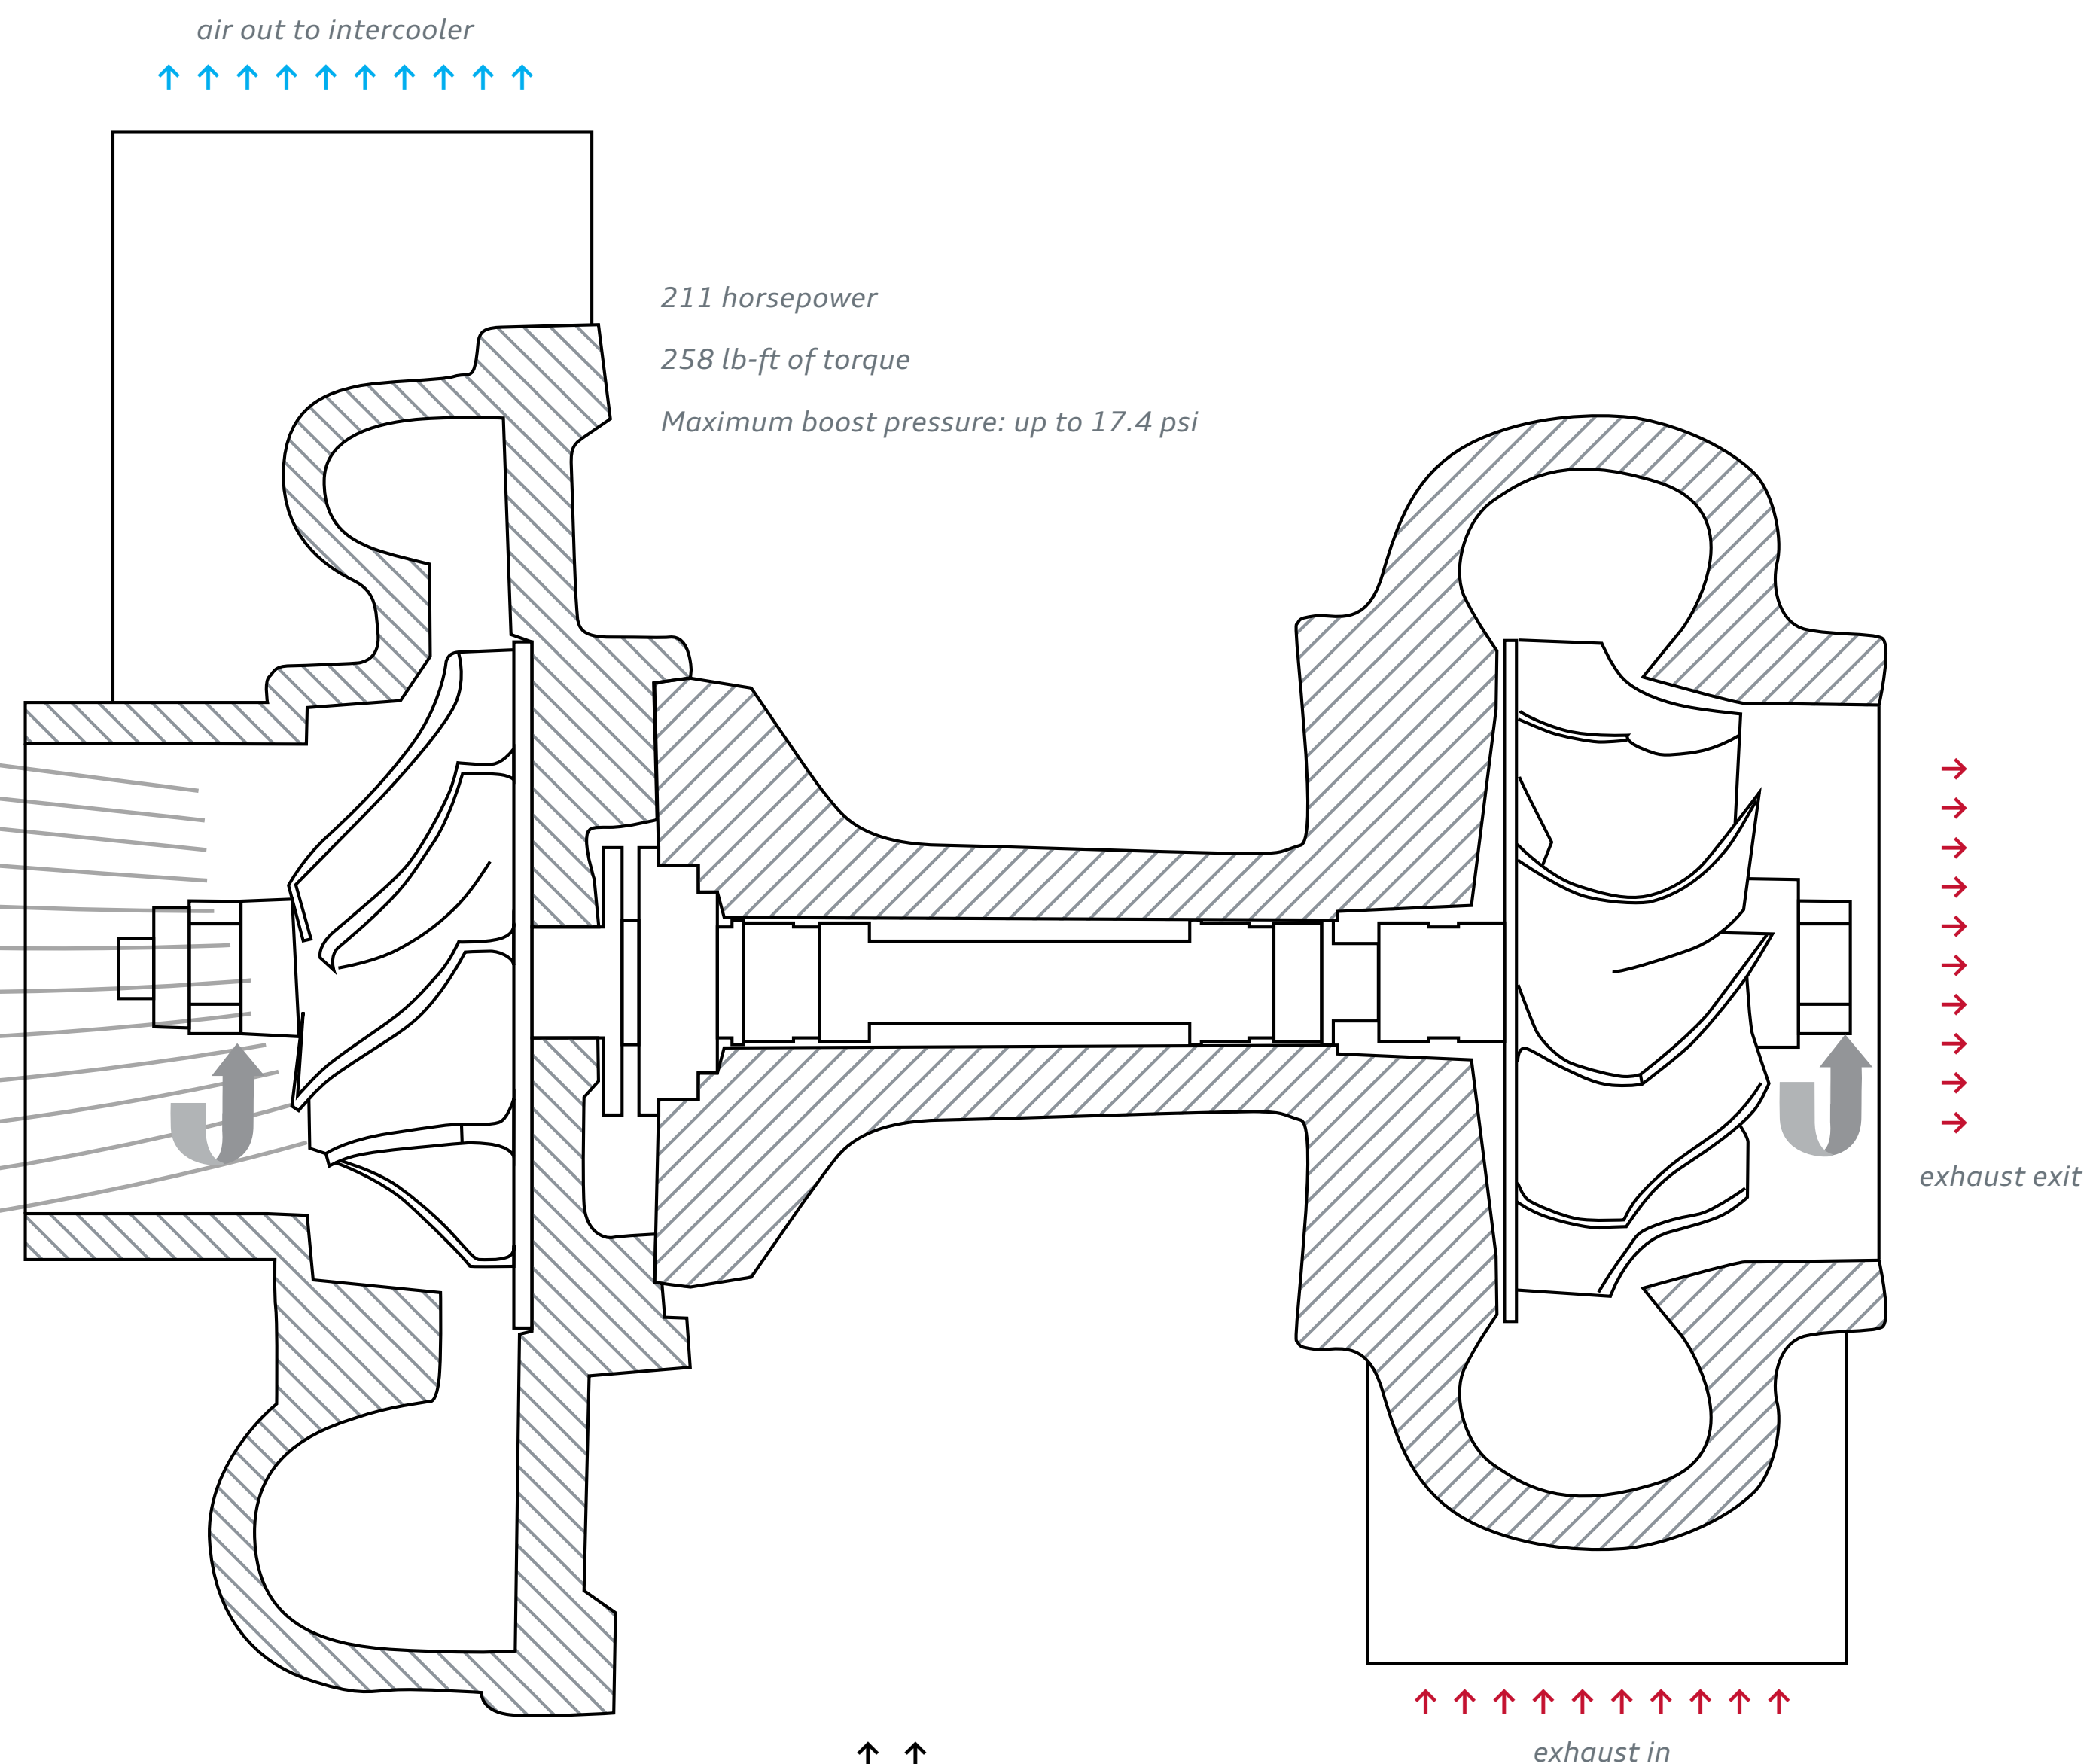 air out to intercooler
211 horsepower
258 lb-ft of torque
Maximum boost pressure: up to 17.4 psi
exhaust exit
exhaust in